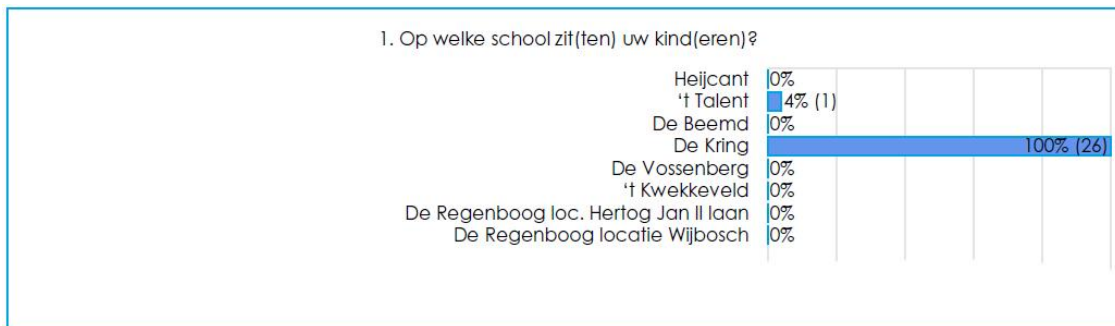 1. Op welke school zit(ten) uw kind(eren)?
Heijcant 0%
‘t Talent 4% (1)
De Beemd 0%
De Kring 100% (26)
De Vossenberg 0%
‘t Kwekkeveld 0%
De Regenboog loc. Hertog Jan II laan 0%
De Regenboog locatie Wijbosch 0%